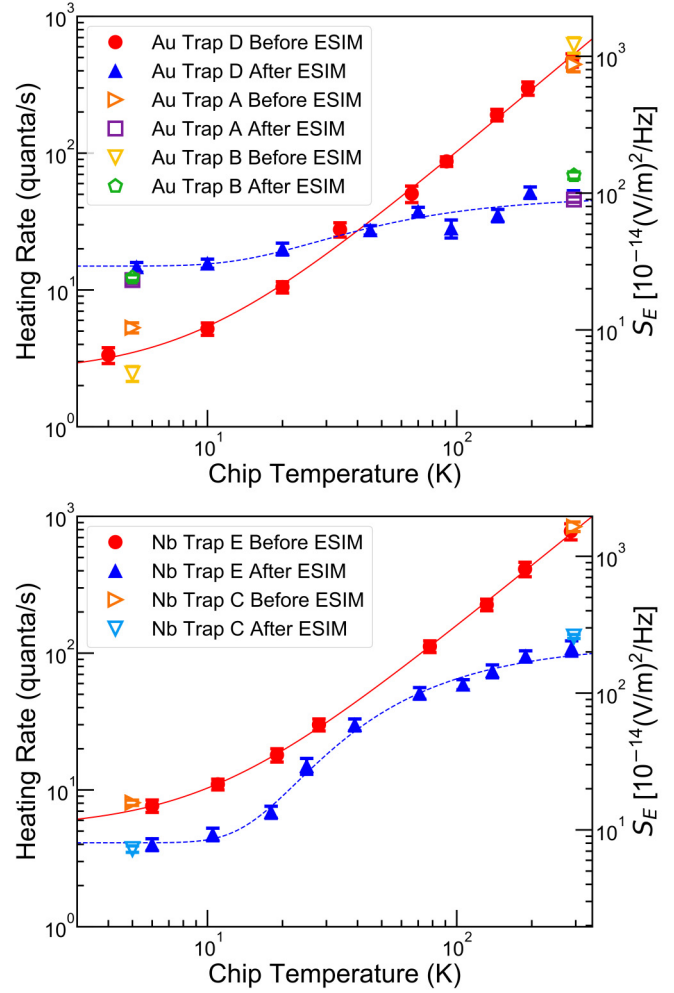 10³
10²
10¹
10⁰
Heating Rate (quanta/s)
Au Trap D Before ESIM
Au Trap D After ESIM
Au Trap A Before ESIM
Au Trap A After ESIM
Au Trap B Before ESIM
Au Trap B After ESIM
10³
10²
10¹
S_E [10⁻¹⁴(V/m)²/Hz]
10¹
10²
Chip Temperature (K)
10³
10²
10¹
10⁰
Heating Rate (quanta/s)
Nb Trap E Before ESIM
Nb Trap E After ESIM
Nb Trap C Before ESIM
Nb Trap C After ESIM
10³
10²
10¹
S_E [10⁻¹⁴(V/m)²/Hz]
10¹
10²
Chip Temperature (K)